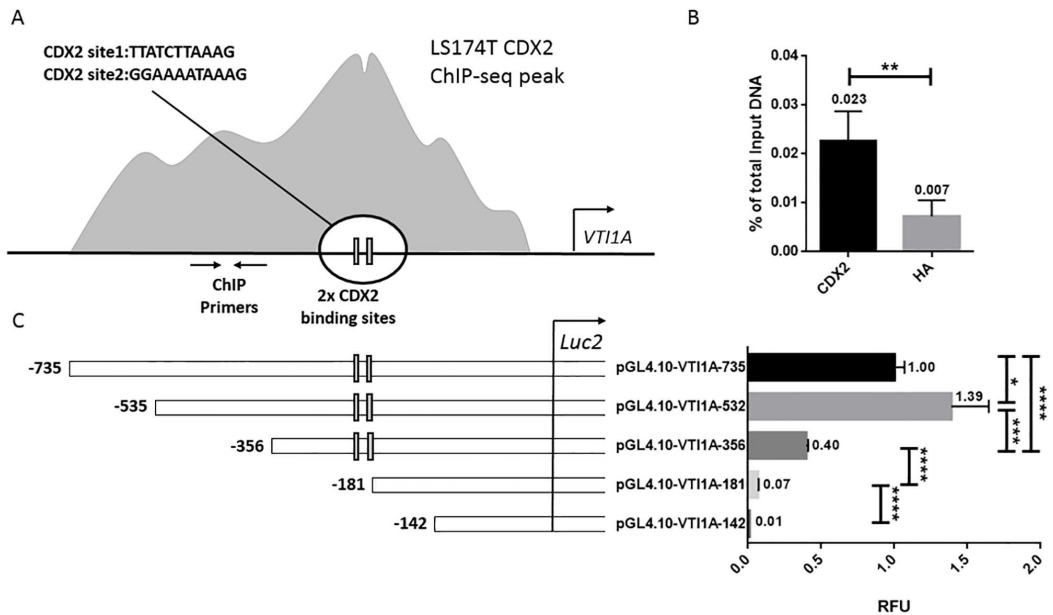 A
CDX2 site1:TTATCTTAAAG
CDX2 site2:GGAAAATAAAG
LS174T CDX2
ChIP-seq peak
VTI1A
ChIP
Primers
2x CDX2
binding sites
B
% of total Input DNA
0.04
0.03
0.02
0.01
0.00
0.023
**
0.007
CDX2
HA
C
Luc2
-735
pGL4.10-VTI1A-735
1.00
-535
pGL4.10-VTI1A-532
1.39
-356
pGL4.10-VTI1A-356
0.40
-181
pGL4.10-VTI1A-181
0.07
-142
pGL4.10-VTI1A-142
0.01
*
***
****
****
****
0.0
0.5
1.0
1.5
2.0
RFU